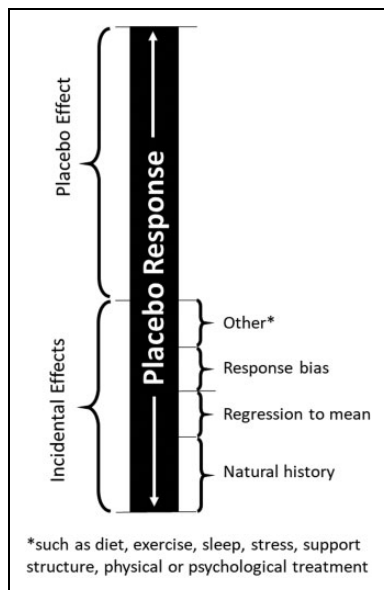 Placebo Effect
Incidental Effects
Placebo Response
Other*
Response bias
Regression to mean
Natural history
*such as diet, exercise, sleep, stress, support
structure, physical or psychological treatment